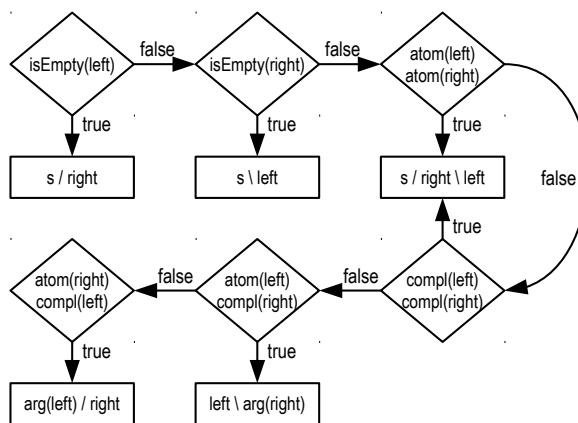 isEmpty(left)
false
isEmpty(right)
false
atom(left)
atom(right)
true
true
true
s / right
s \ left
s / right \ left
false
true
atom(right)
compl(left)
false
atom(left)
compl(right)
false
compl(left)
compl(right)
true
true
arg(left) / right
left \ arg(right)